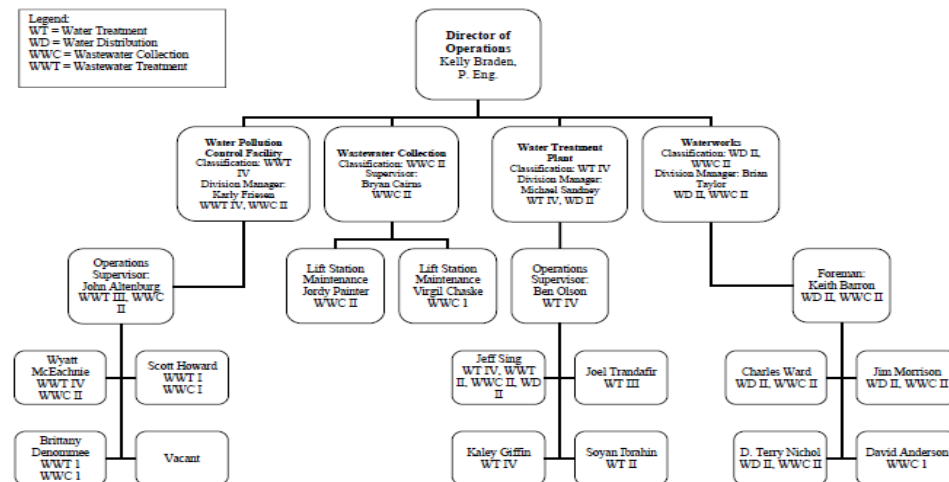 Legend:
WT = Water Treatment
WD = Water Distribution
WWC = Wastewater Collection
WWT = Wastewater Treatment
Director of
Operations
Kelly Braden,
P. Eng.
Water Pollution
Control Facility
Classification: WWT
IV
Division Manager:
Karly Friesen
WWT IV, WWC II
Wastewater Collection
Classification: WWC II
Supervisor:
Bryan Cairns
WWC II
Water Treatment
Plant
Classification: WT IV
Division Manager:
Michael Sandney
WT IV, WD II
Waterworks
Classification: WD II,
WWC II
Division Manager: Brian
Taylor
WD II, WWC II
Operations
Supervisor:
John Altenburg
WWT III, WWC
II
Lift Station
Maintenance
Jordy Painter
WWC II
Lift Station
Maintenance
Virgil Chaske
WWC 1
Operations
Supervisor:
Ben Olson
WT IV
Foreman:
Keith Barron
WD II, WWC II
Wyatt
McEachnie
WWT IV
WWC II
Scott Howard
WWT I
WWC I
Jeff Sing
WT IV, WWT
II, WWC II, WD
II
Joel Trandafir
WT III
Charles Ward
WD II, WWC II
Jim Morrison
WD II, WWC II
Brittany
Denommee
WWT 1
WWC 1
Vacant
Kaley Giffin
WT IV
Soyan Ibrahin
WT II
D. Terry Nichol
WD II, WWC II
David Anderson
WWC 1